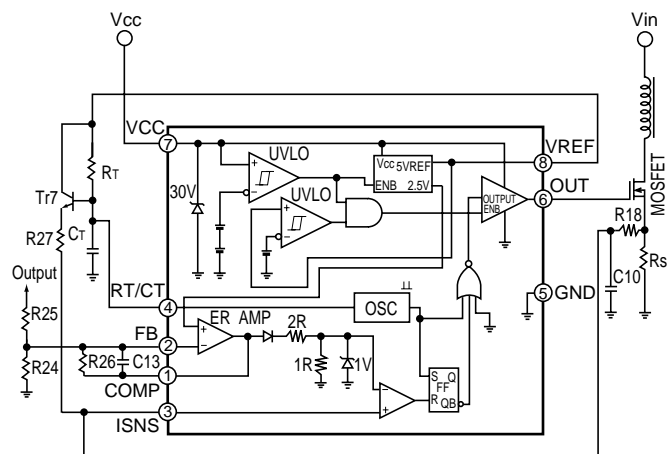 Vcc
Vin
VCC
7
UVLO
Vcc 5VREF
ENB 2.5V
8
VREF
RT
30V
UVLO
OUTPUT
ENB
6
OUT
MOSFET
Tr7
R27
CT
R18
Rs
C10
Output
RT/CT
4
OSC
5
GND
R25
FB
2
ER AMP
2R
R24
R26
C13
1R
1V
COMP
1
S Q
FF
R QB
3
ISNS